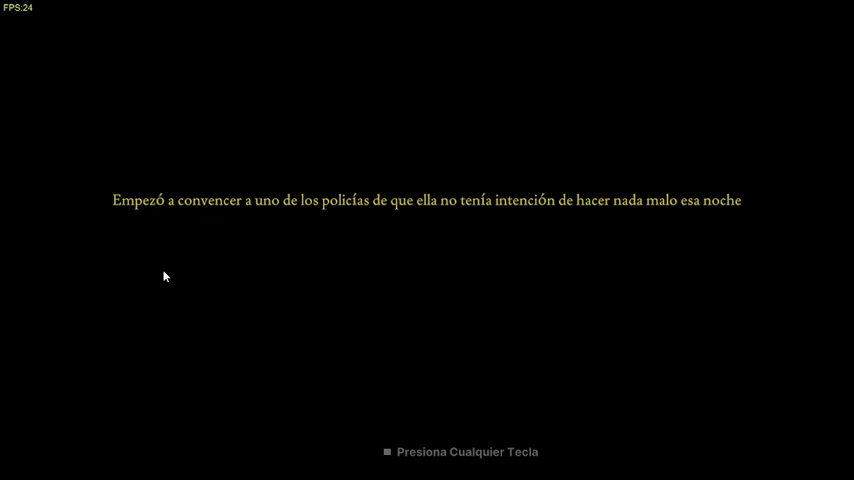 FPS:24
Empezó a convencer a uno de los policías de que ella no tenía intención de hacer nada malo esa noche
Presiona Cualquier Tecla